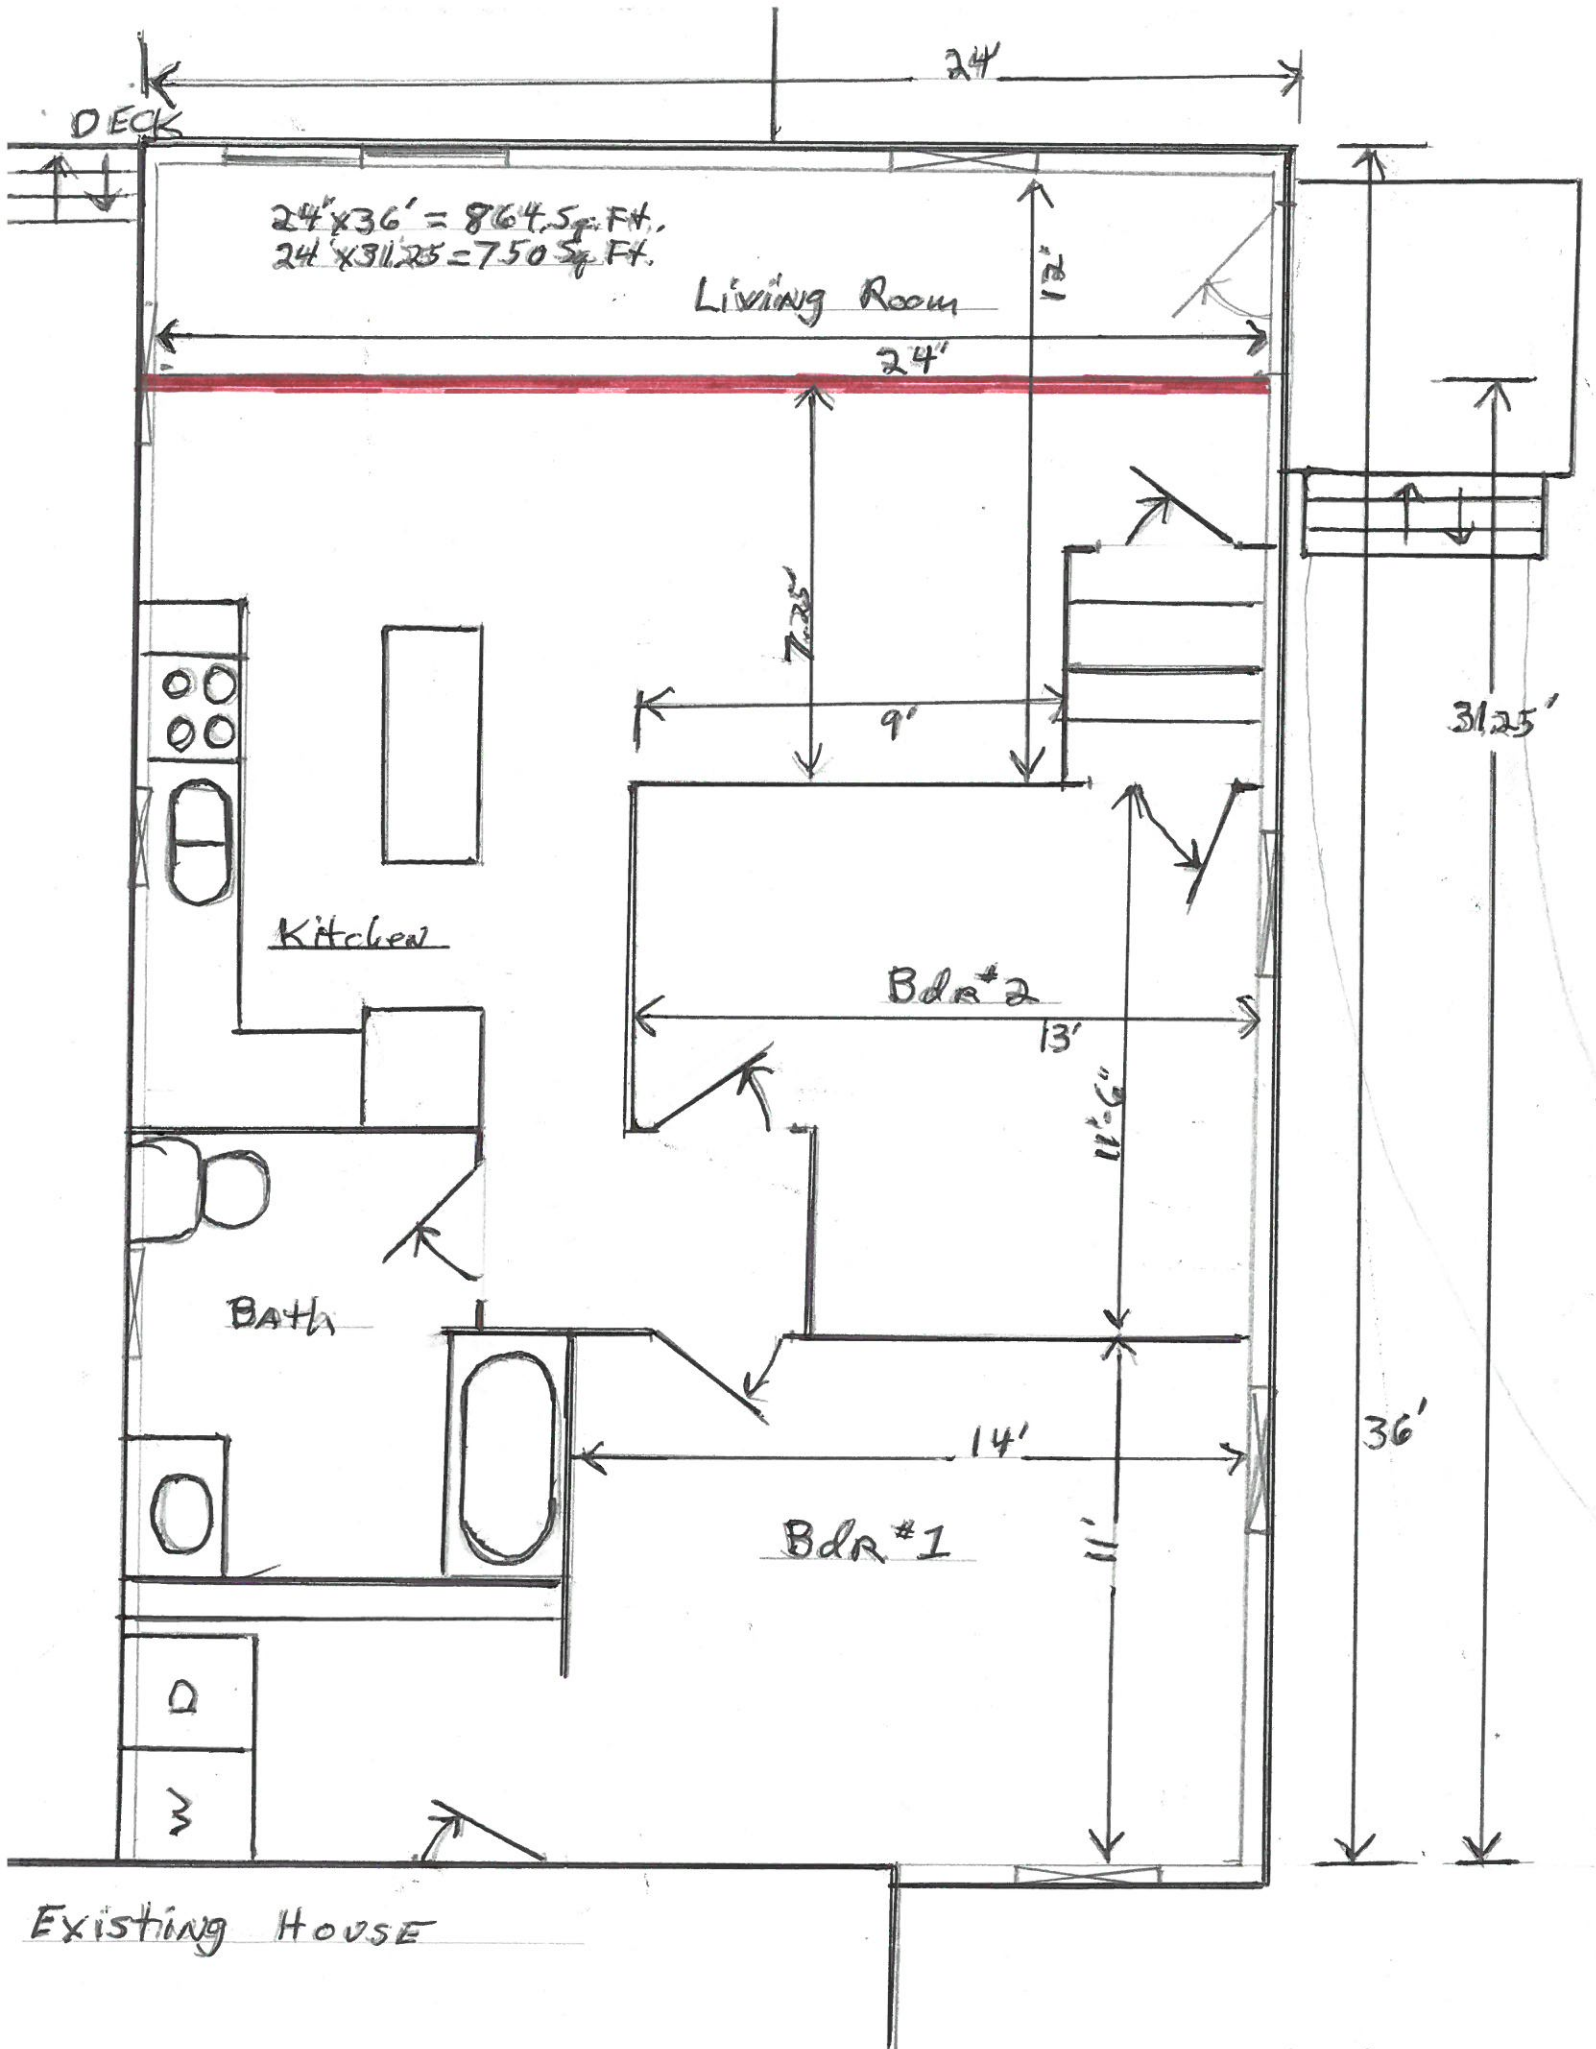 24'
DECK
24'x36' = 864 Sq. Ft.
24'x31.25 = 750 Sq Ft.
Living Room
12'
24'
7.25'
9'
31.25'
Kitchen
Bdr #2
13'
11'-6"
Bath
14'
36'
Bdr #1
11'
D
W
Existing House